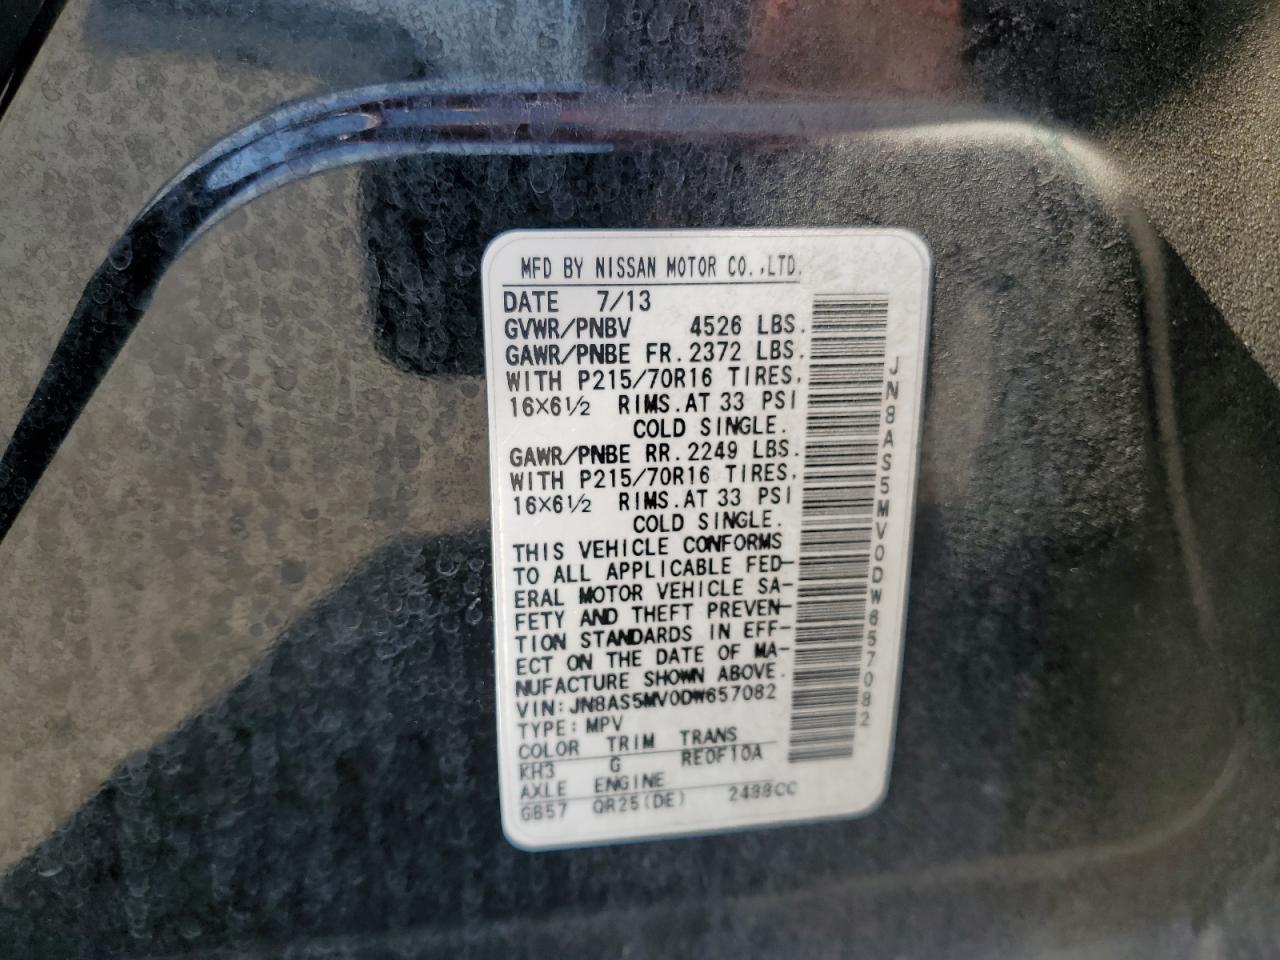 MFD BY NISSAN MOTOR CO.,LTD.
DATE 7/13
GVWR/PNBV 4526 LBS.
GAWR/PNBE FR.2372 LBS.
WITH P215/70R16 TIRES,
16×6½ RIMS.AT 33 PSI
COLD SINGLE.
GAWR/PNBE RR.2249 LBS.
WITH P215/70R16 TIRES,
16×6½ RIMS.AT 33 PSI
COLD SINGLE.
THIS VEHICLE CONFORMS
TO ALL APPLICABLE FED-
ERAL MOTOR VEHICLE SA-
FETY AND THEFT PREVEN-
TION STANDARDS IN EFF-
ECT ON THE DATE OF MA-
NUFACTURE SHOWN ABOVE.
VIN:JN8AS5MV0DW657082
TYPE:MPV
COLOR TRIM TRANS
KH3 G RE0F10A
AXLE ENGINE
GB57 QR25(DE) 2488CC
JN8AS5MV0DW657082